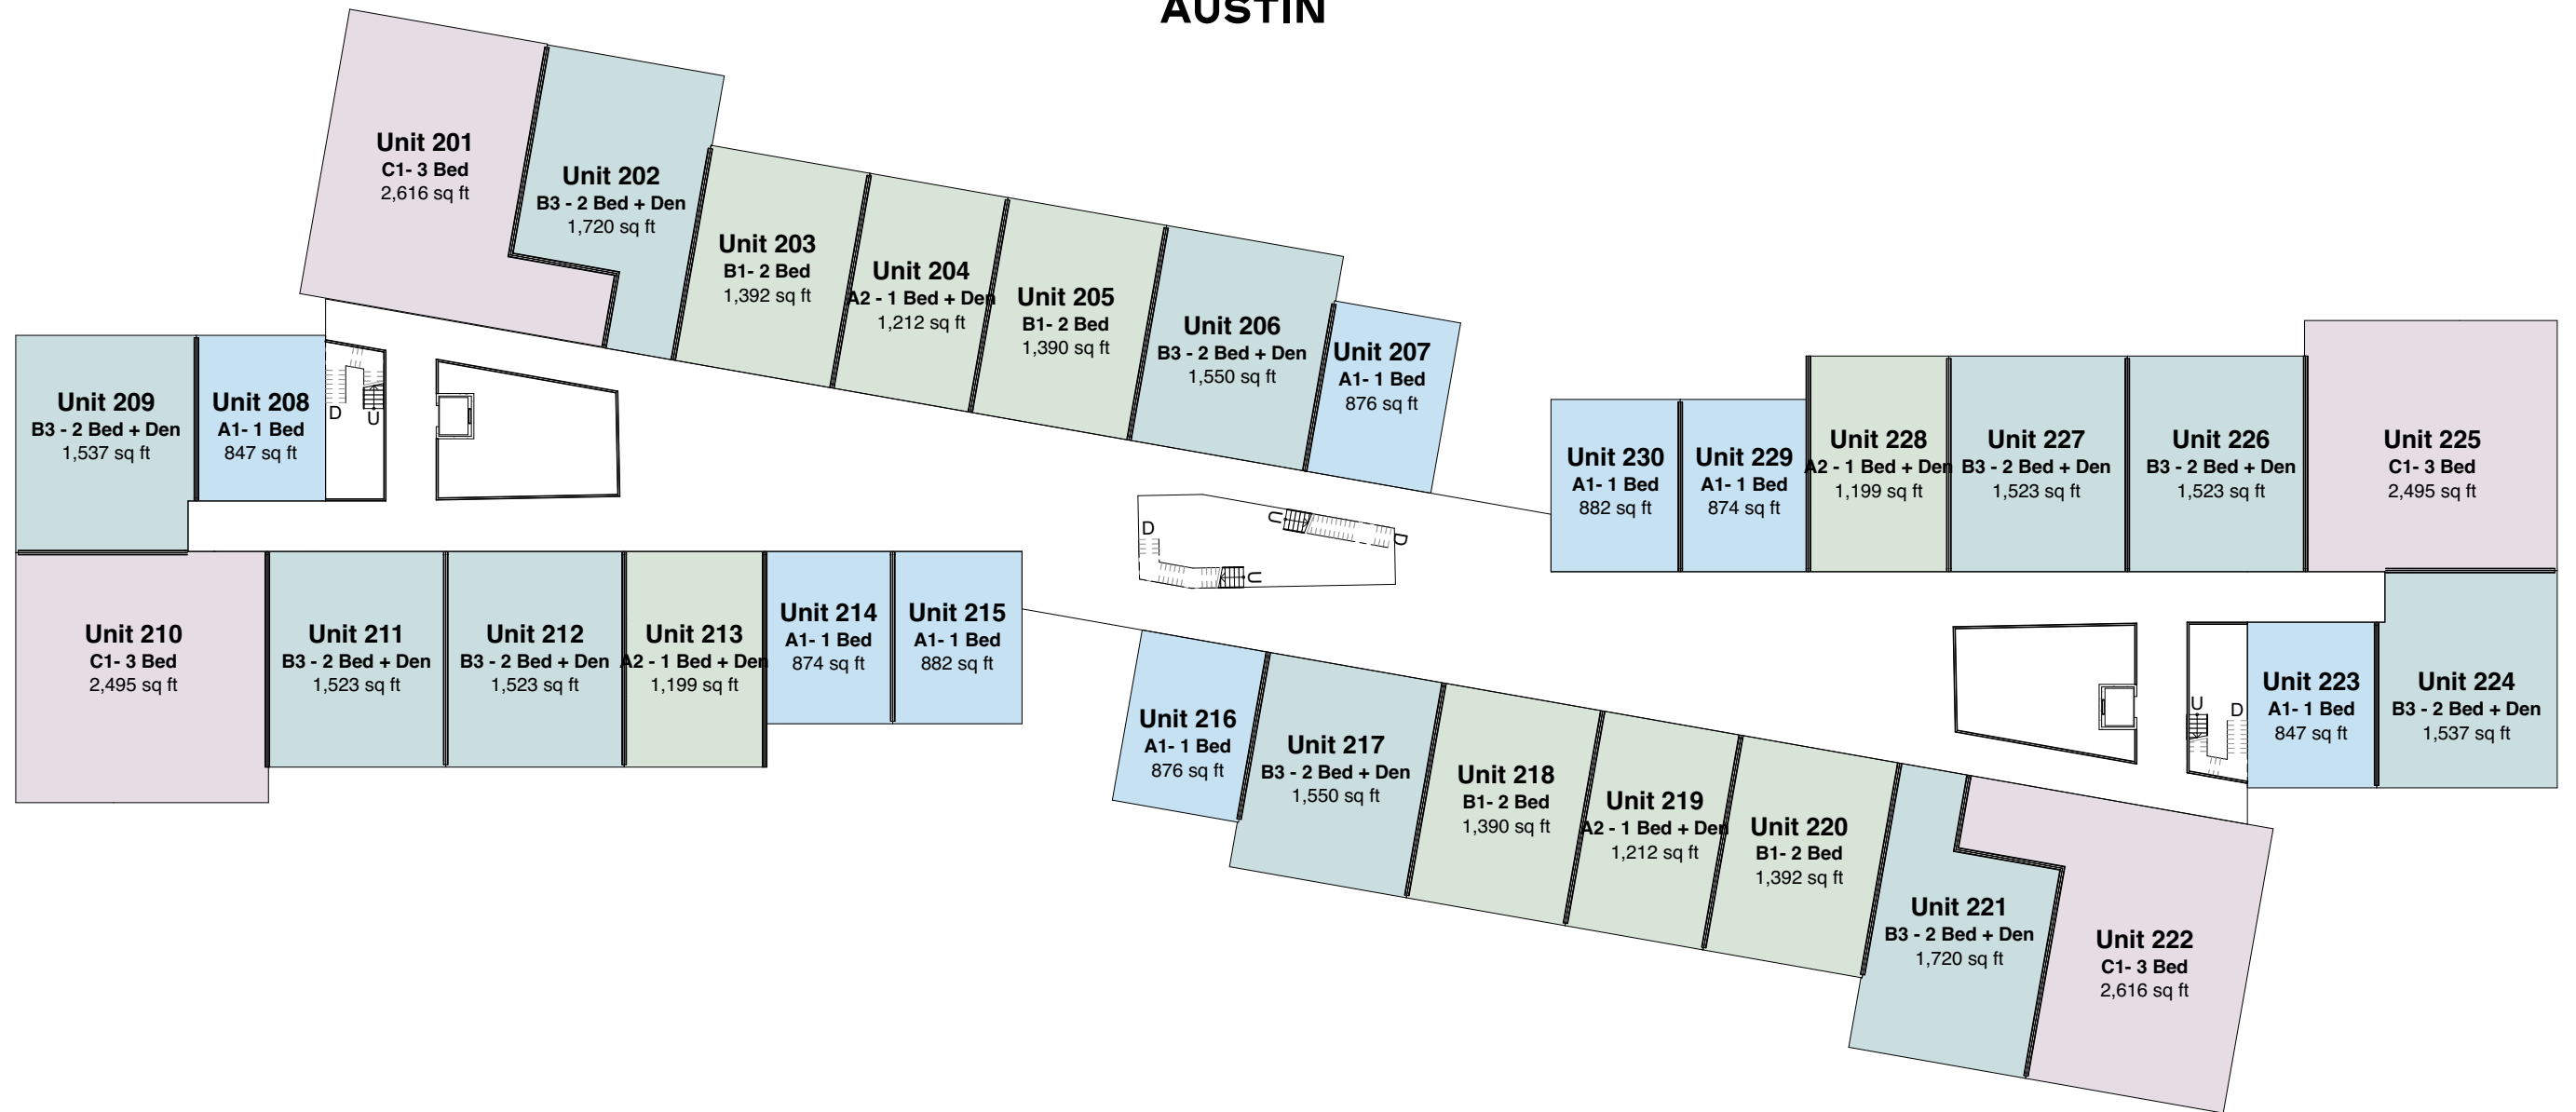 AUSTIN
Unit 201
C1- 3 Bed
2,616 sq ft
Unit 202
B3 - 2 Bed + Den
1,720 sq ft
Unit 203
B1- 2 Bed
1,392 sq ft
Unit 204
A2 - 1 Bed + Den
1,212 sq ft
Unit 205
B1- 2 Bed
1,390 sq ft
Unit 206
B3 - 2 Bed + Den
1,550 sq ft
Unit 207
A1- 1 Bed
876 sq ft
Unit 209
B3 - 2 Bed + Den
1,537 sq ft
Unit 208
A1- 1 Bed
847 sq ft
D
U
Unit 230
A1- 1 Bed
882 sq ft
Unit 229
A1- 1 Bed
874 sq ft
Unit 228
A2 - 1 Bed + Den
1,199 sq ft
Unit 227
B3 - 2 Bed + Den
1,523 sq ft
Unit 226
B3 - 2 Bed + Den
1,523 sq ft
Unit 225
C1- 3 Bed
2,495 sq ft
D
U
D
U
Unit 210
C1- 3 Bed
2,495 sq ft
Unit 211
B3 - 2 Bed + Den
1,523 sq ft
Unit 212
B3 - 2 Bed + Den
1,523 sq ft
Unit 213
A2 - 1 Bed + Den
1,199 sq ft
Unit 214
A1- 1 Bed
874 sq ft
Unit 215
A1- 1 Bed
882 sq ft
Unit 216
A1- 1 Bed
876 sq ft
Unit 217
B3 - 2 Bed + Den
1,550 sq ft
Unit 218
B1- 2 Bed
1,390 sq ft
Unit 219
A2 - 1 Bed + Den
1,212 sq ft
Unit 220
B1- 2 Bed
1,392 sq ft
Unit 221
B3 - 2 Bed + Den
1,720 sq ft
Unit 222
C1- 3 Bed
2,616 sq ft
U
D
Unit 223
A1- 1 Bed
847 sq ft
Unit 224
B3 - 2 Bed + Den
1,537 sq ft